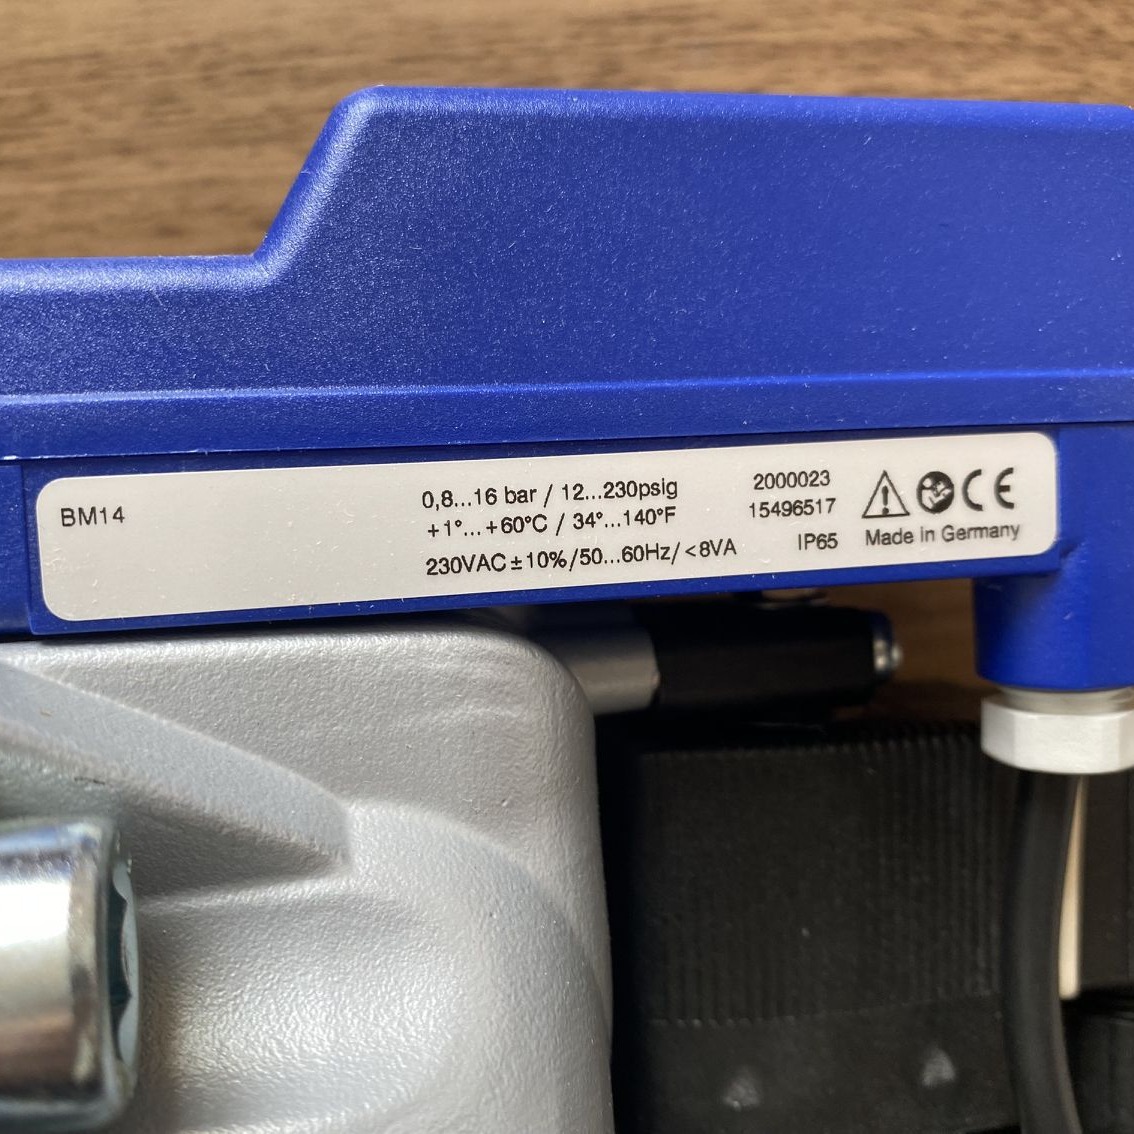 BM14
0,8...16 bar / 12...230psig
+1°...+60°C / 34°...140°F
230VAC±10%/50...60Hz/<8VA
2000023
15496517
IP65
CE
Made in Germany